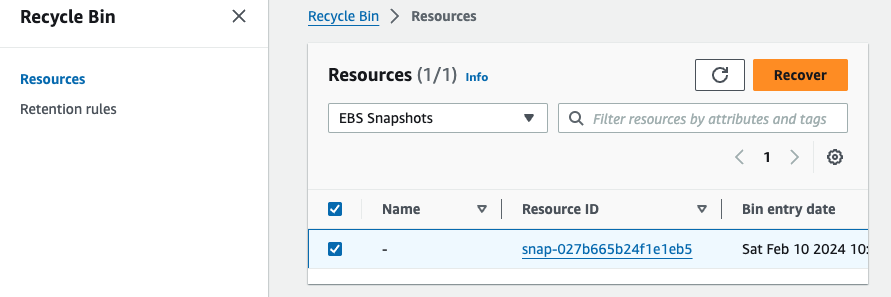 Recycle Bin
Resources
Retention rules
Recycle Bin > Resources
Resources (1/1) Info
Recover
EBS Snapshots
Filter resources by attributes and tags
1
Name Resource ID Bin entry date
- snap-027b665b24f1e1eb5 Sat Feb 10 2024 10: